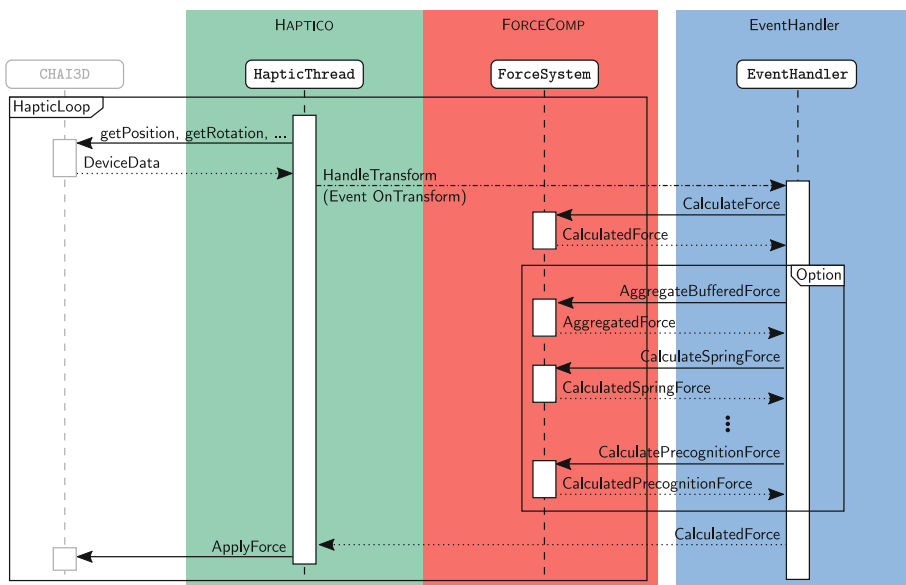 HAPTICO
FORCECOMP
EventHandler
CHAI3D
HapticThread
ForceSystem
EventHandler
HapticLoop
getPosition, getRotation, ...
DeviceData
HandleTransform
(Event OnTransform)
CalculateForce
CalculatedForce
Option
AggregateBufferedForce
AggregatedForce
CalculateSpringForce
CalculatedSpringForce
CalculatePrecognitionForce
CalculatedPrecognitionForce
CalculatedForce
ApplyForce